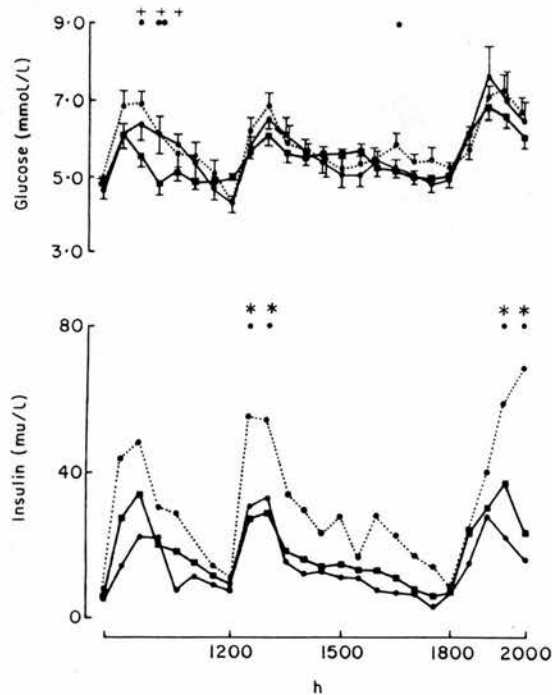 + + +
9·0
7·0
5·0
3·0
Glucose (mmol/L)
* * * *
80
40
0
Insulin (mu/L)
1200 1500 1800 2000
h